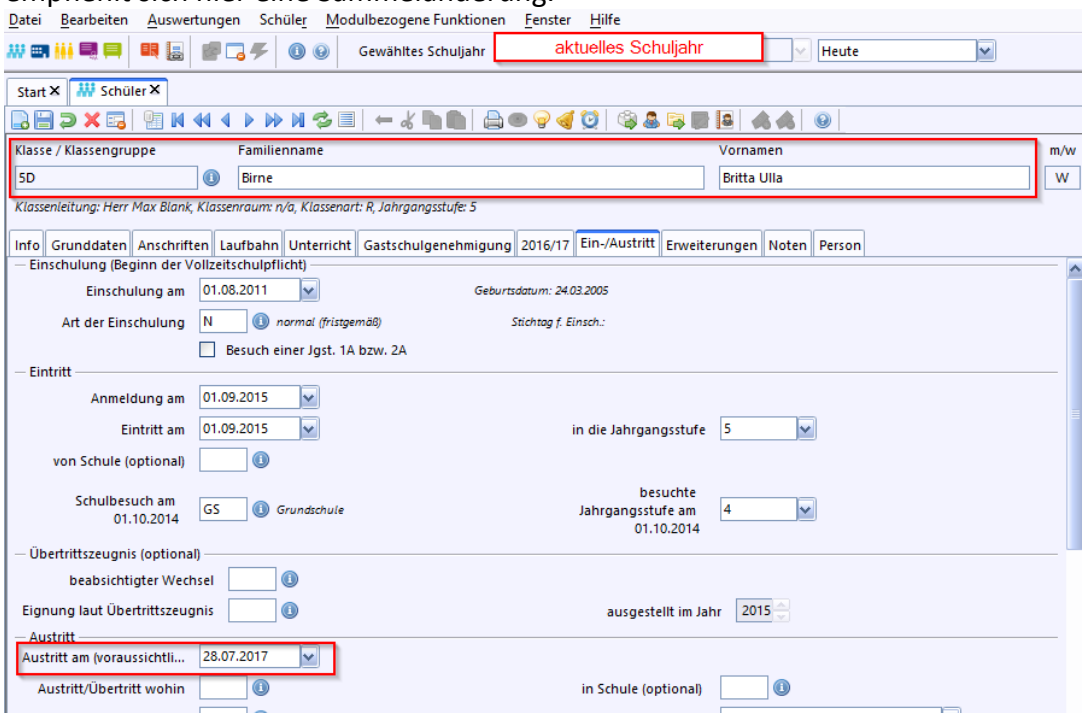 empfiehlt sich hier eine Sammeländerung.
Datei Bearbeiten Auswertungen Schüler Modulbezogene Funktionen Fenster Hilfe
Gewähltes Schuljahr aktuelles Schuljahr Heute
Start Schüler
Klasse / Klassengruppe Familienname Vornamen m/w
5D Birne Britta Ulla W
Klassenleitung: Herr Max Blank, Klassenraum: n/a, Klassenart: R, Jahrgangsstufe: 5
Info Grunddaten Anschriften Laufbahn Unterricht Gastschulgenehmigung 2016/17 Ein-/Austritt Erweiterungen Noten Person
Einschulung (Beginn der Vollzeitschulpflicht)
Einschulung am 01.08.2011 Geburtsdatum: 24.03.2005
Art der Einschulung N normal (fristgemäß) Stichtag f. Einsch.:
Besuch einer Jgst. 1A bzw. 2A
Eintritt
Anmeldung am 01.09.2015
Eintritt am 01.09.2015 in die Jahrgangsstufe 5
von Schule (optional)
Schulbesuch am
01.10.2014 GS Grundschule
besuchte
Jahrgangsstufe am
01.10.2014 4
Übertrittszeugnis (optional)
beabsichtigter Wechsel
Eignung laut Übertrittszeugnis ausgestellt im Jahr 2015
Austritt
Austritt am (voraussichtli... 28.07.2017
Austritt/Übertritt wohin in Schule (optional)